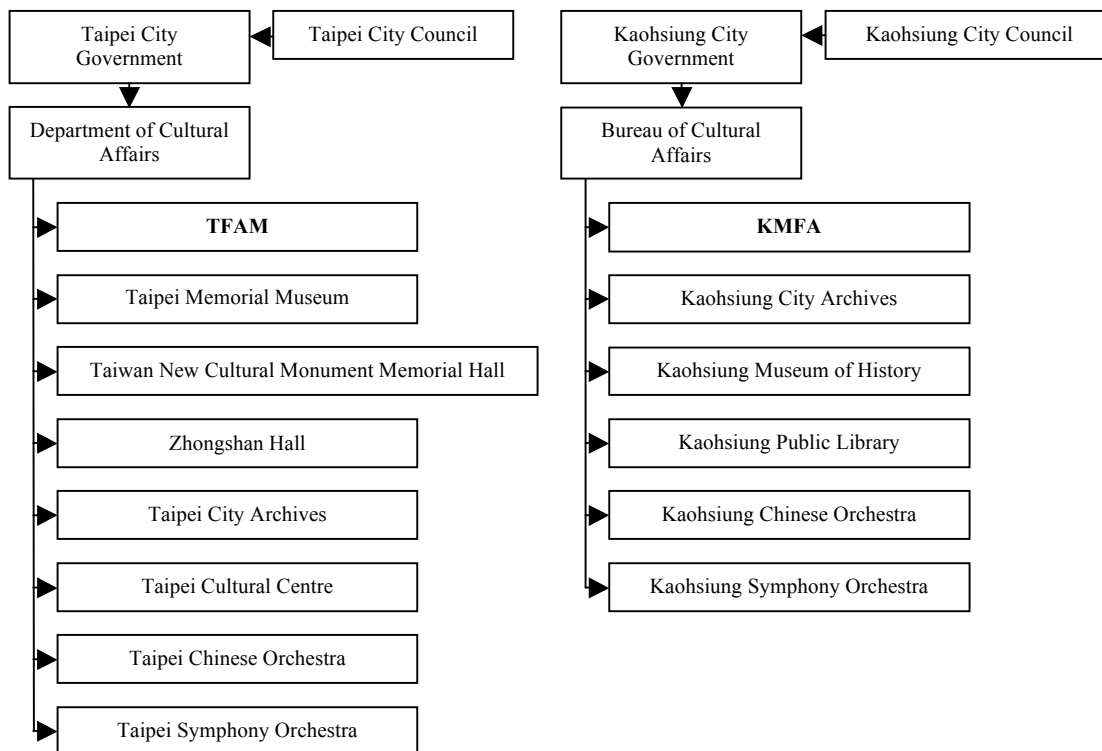 Taipei City
Government
Taipei City Council
Department of Cultural
Affairs
TFAM
Taipei Memorial Museum
Taiwan New Cultural Monument Memorial Hall
Zhongshan Hall
Taipei City Archives
Taipei Cultural Centre
Taipei Chinese Orchestra
Taipei Symphony Orchestra
Kaohsiung City
Government
Kaohsiung City Council
Bureau of Cultural
Affairs
KMFA
Kaohsiung City Archives
Kaohsiung Museum of History
Kaohsiung Public Library
Kaohsiung Chinese Orchestra
Kaohsiung Symphony Orchestra